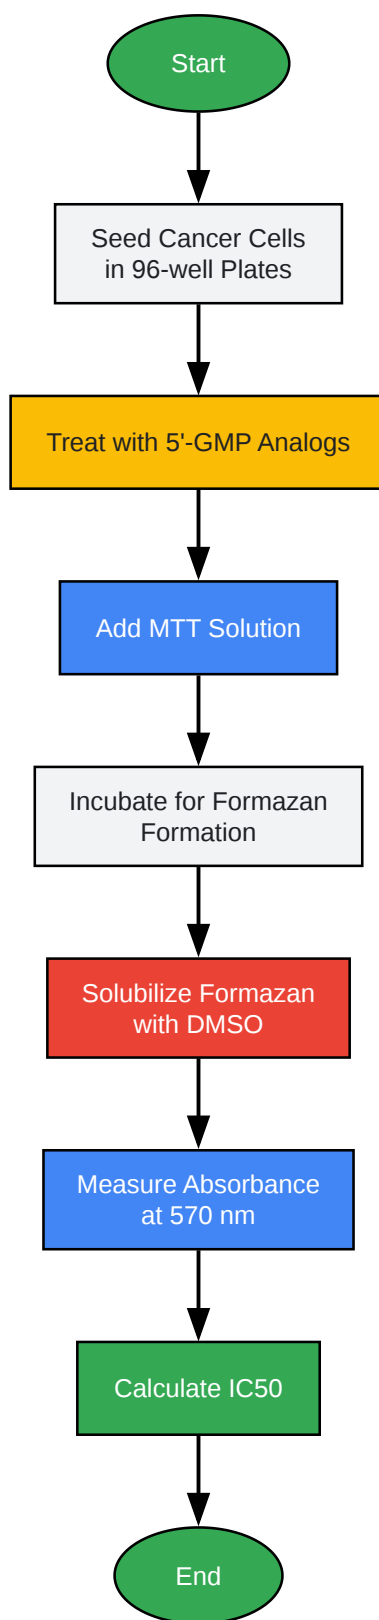 Start
Seed Cancer Cells
in 96-well Plates
Treat with 5'-GMP Analogs
Add MTT Solution
Incubate for Formazan
Formation
Solubilize Formazan
with DMSO
Measure Absorbance
at 570 nm
Calculate IC50
End